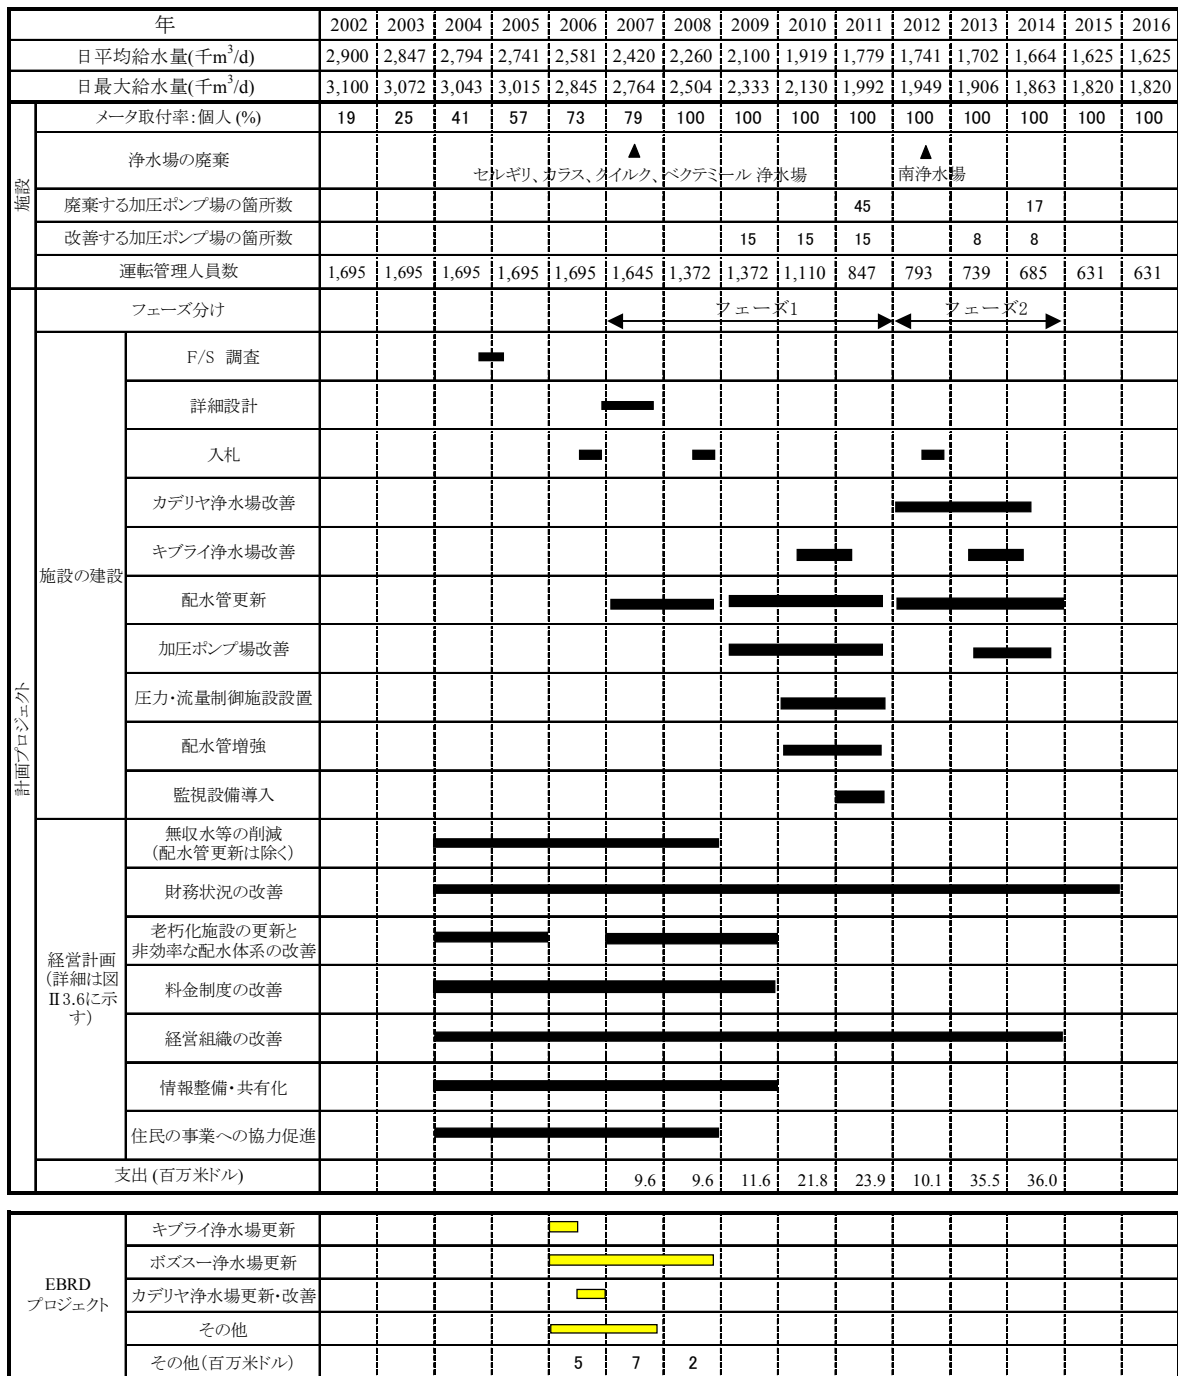 年 2002 2003 2004 2005 2006 2007 2008 2009 2010 2011 2012 2013 2014 2015 2016
日平均給水量(千m³/d) 2,900 2,847 2,794 2,741 2,581 2,420 2,260 2,100 1,919 1,779 1,741 1,702 1,664 1,625 1,625
日最大給水量(千m³/d) 3,100 3,072 3,043 3,015 2,845 2,764 2,504 2,333 2,130 1,992 1,949 1,906 1,863 1,820 1,820
施設
メータ取付率：個人 (%) 19 25 41 57 73 79 100 100 100 100 100 100 100 100 100
浄水場の廃棄
セルギリ、カラス、クイルク、ベクテミール 浄水場 南浄水場
廃棄する加圧ポンプ場の箇所数 45 17
改善する加圧ポンプ場の箇所数 15 15 15 8 8
運転管理人員数 1,695 1,695 1,695 1,695 1,695 1,645 1,372 1,372 1,110 847 793 739 685 631 631
計画プロジェクト
フェーズ分け フェーズ1 フェーズ2
施設の建設
F/S 調査
詳細設計
入札
カデリヤ浄水場改善
キブライ浄水場改善
配水管更新
加圧ポンプ場改善
圧力・流量制御施設設置
配水管増強
監視設備導入
経営計画
(詳細は図
Ⅱ3.6に示
す)
無収水等の削減
（配水管更新は除く）
財務状況の改善
老朽化施設の更新と
非効率な配水体系の改善
料金制度の改善
経営組織の改善
情報整備・共有化
住民の事業への協力促進
支出 (百万米ドル) 9.6 9.6 11.6 21.8 23.9 10.1 35.5 36.0
EBRD
プロジェクト
キブライ浄水場更新
ボズスー浄水場更新
カデリヤ浄水場更新・改善
その他
その他（百万米ドル） 5 7 2